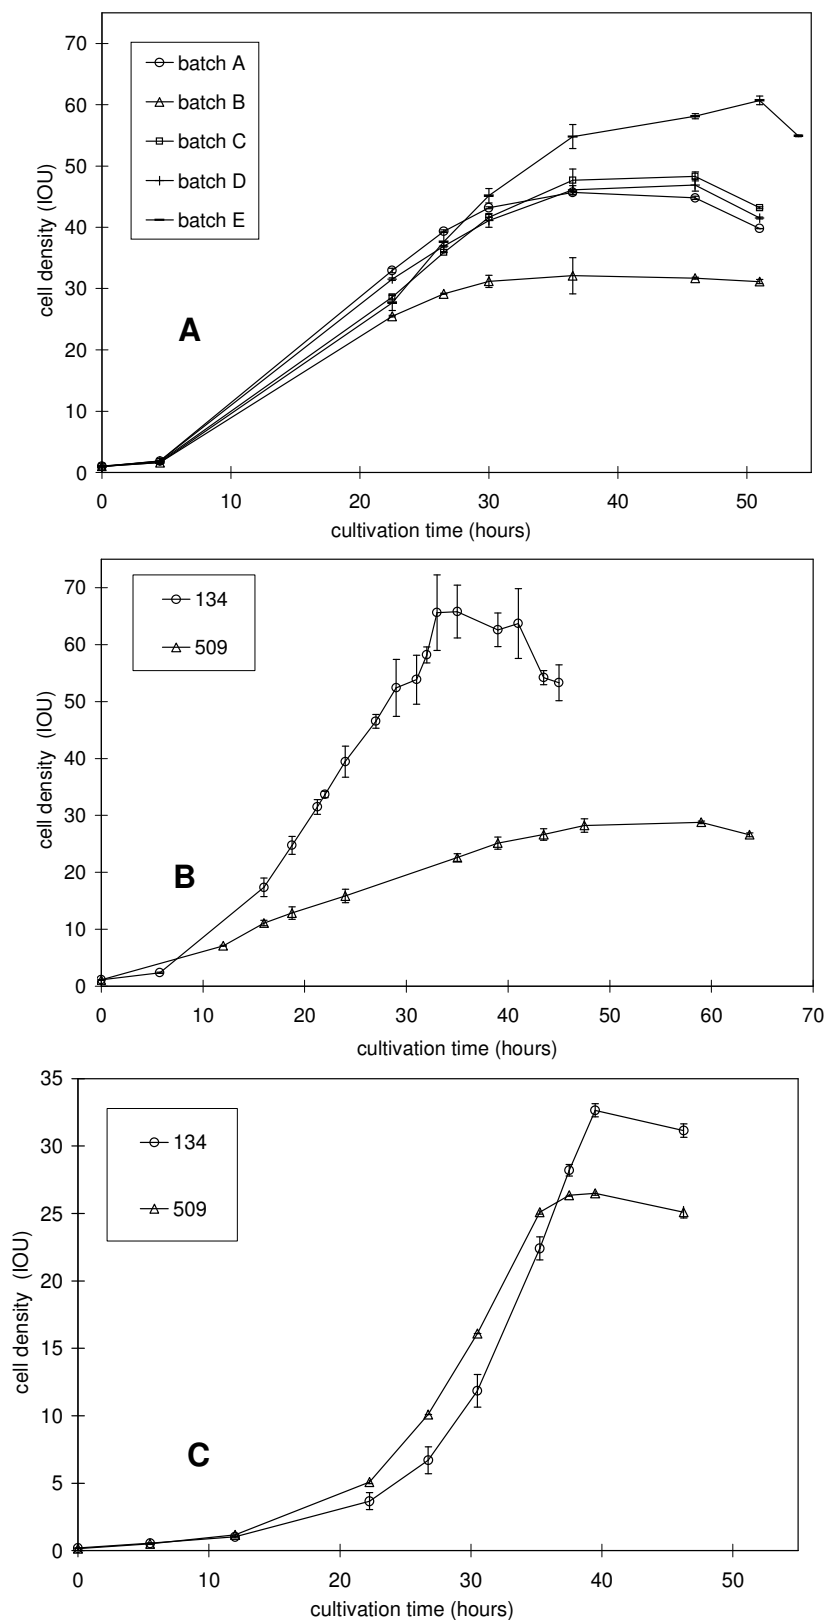 70
60
50
40
30
20
10
0
cell density (IOU)
batch A
batch B
batch C
batch D
batch E
A
0 10 20 30 40 50
cultivation time (hours)
70
60
50
40
30
20
10
0
cell density (IOU)
134
509
B
0 10 20 30 40 50 60 70
cultivation time (hours)
35
30
25
20
15
10
5
0
cell density (IOU)
134
509
C
0 10 20 30 40 50
cultivation time (hours)